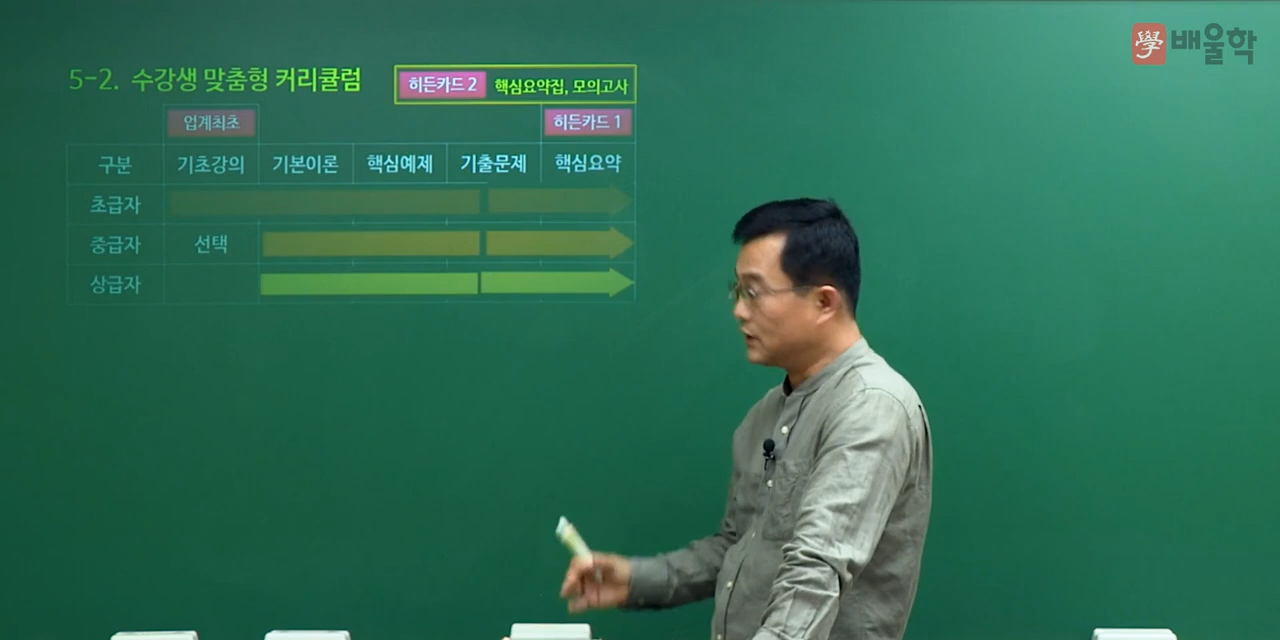 學 배울학
5-2. 수강생 맞춤형 커리큘럼
히든카드 2 핵심요약집, 모의고사
업계최초 히든카드 1
구분 기초강의 기본이론 핵심예제 기출문제 핵심요약
초급자
중급자 선택
상급자